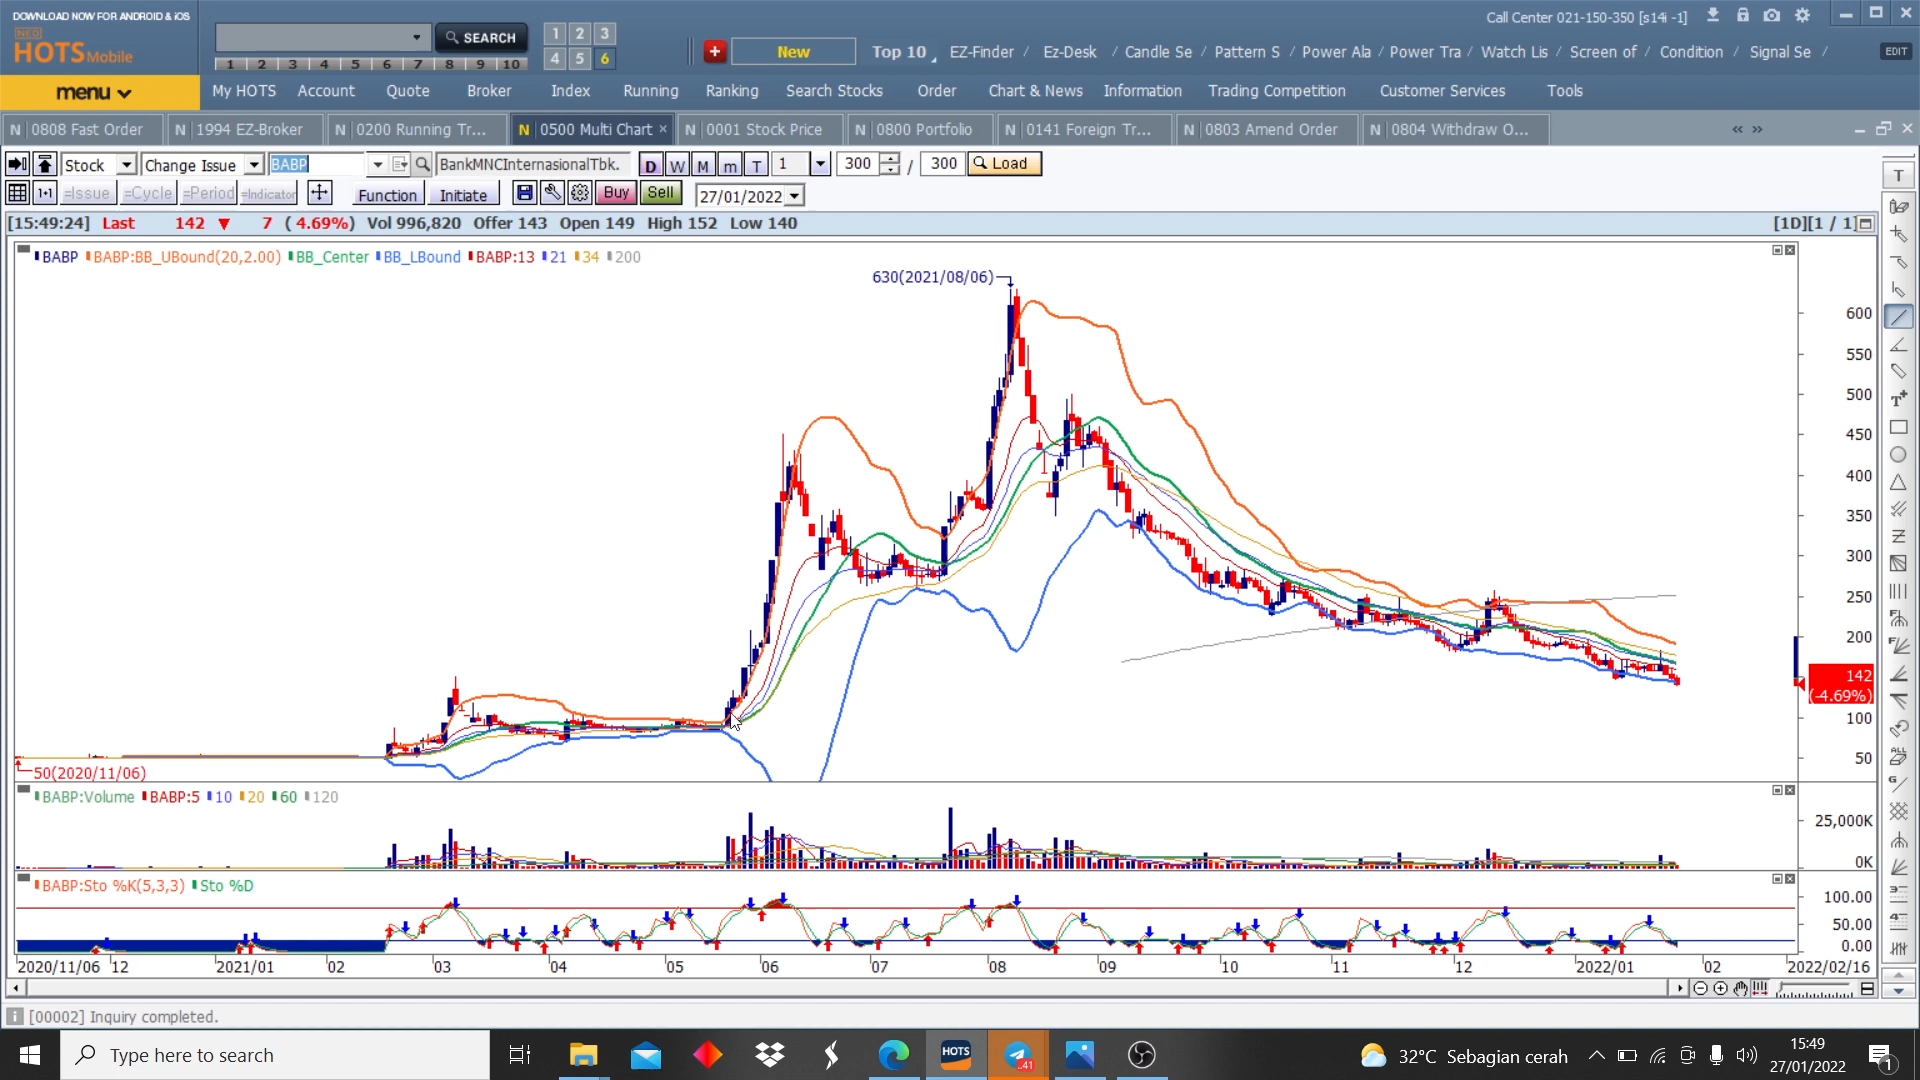 DOWNLOAD NOW FOR ANDROID & iOS
NEO
HOTS Mobile
SEARCH
1 2 3 4 5 6 7 8 9 10
1 2 3
4 5 6
New
Top 10
EZ-Finder / Ez-Desk / Candle Se / Pattern S / Power Ala / Power Tra / Watch Lis / Screen of / Condition / Signal Se /
Call Center 021-150-350 [s14i -1]
EDIT
menu
My HOTS Account Quote Broker Index Running Ranking Search Stocks Order Chart & News Information Trading Competition Customer Services Tools
N 0808 Fast Order N 1994 EZ-Broker N 0200 Running Tr... N 0500 Multi Chart × N 0001 Stock Price N 0800 Portfolio N 0141 Foreign Tr... N 0803 Amend Order N 0804 Withdraw O...
Stock Change Issue BABP BankMNCInternasionalTbk. D W M m T 1 300 / 300 Load
1·1 =Issue =Cycle =Period =Indicator Function Initiate Buy Sell 27/01/2022
[15:49:24] Last 142 ▼ 7 ( 4.69%) Vol 996,820 Offer 143 Open 149 High 152 Low 140 [1D][1 / 1]
BABP BABP:BB_UBound(20,2.00) BB_Center BB_LBound BABP:13 21 34 200
630(2021/08/06)
600
550
500
450
400
350
300
250
200
142
(-4.69%)
100
50
50(2020/11/06)
BABP:Volume BABP:5 10 20 60 120
25,000K
0K
BABP:Sto %K(5,3,3) Sto %D
100.00
50.00
0.00
2020/11/06 12 2021/01 02 03 04 05 06 07 08 09 10 11 12 2022/01 02 2022/02/16
[00002] Inquiry completed.
Type here to search
HOTS
41
32°C Sebagian cerah
15:49
27/01/2022
1